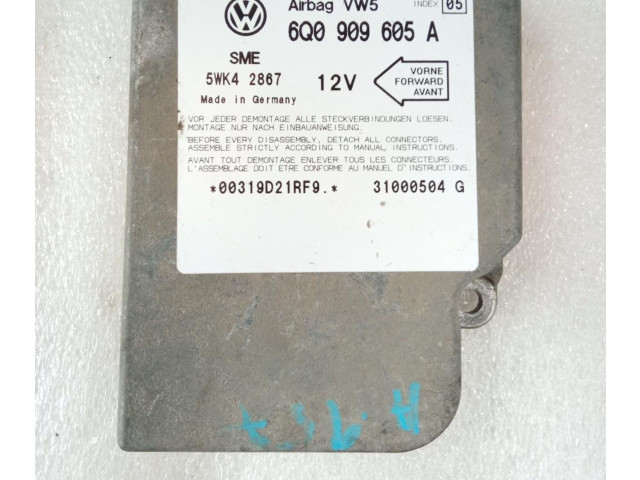 Airbag VW5 INDEX 05
6Q0 909 605 A
SME
5WK4 2867 12V VORNE
FORWARD
AVANT
Made in Germany
VOR JEDER DEMONTAGE ALLE STECKVERBINDUNGEN LOESEN.
MONTAGE NUR NACH EINBAUANWEISUNG.
BEFORE EVERY DISASSEMBLY, DETACH ALL CONNECTORS.
ASSEMBLE STRICTLY ACCORDING TO MANUAL, INSTRUCTIONS.
AVANT TOUT DEMONTAGE ENLEVER TOUS LES CONNECTEURS.
L'ASSEMBLAGE DOIT ETRE CONFORME AU MANUEL D'INSTRUCTIONS.
*00319D21RF9.* 31000504 G